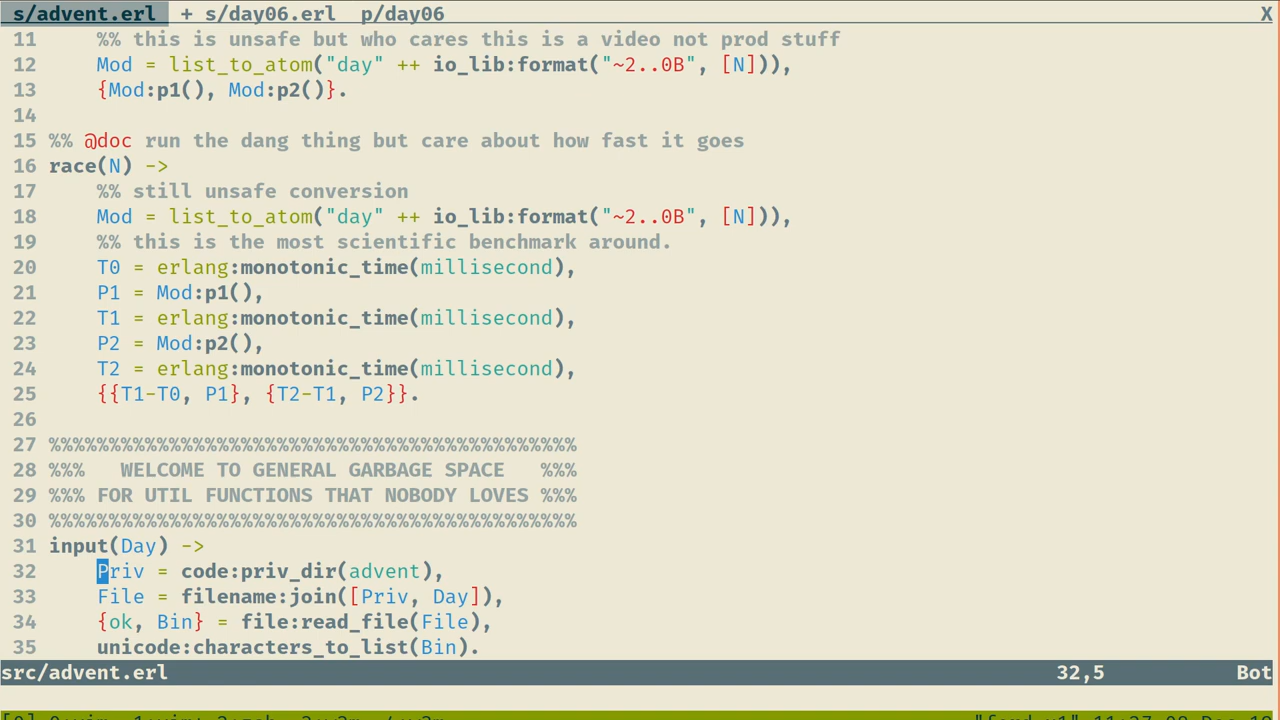 s/advent.erl + s/day06.erl p/day06 X
11 %% this is unsafe but who cares this is a video not prod stuff
12 Mod = list_to_atom("day" ++ io_lib:format("~2..0B", [N])),
13 {Mod:p1(), Mod:p2()}.
14
15 %% @doc run the dang thing but care about how fast it goes
16 race(N) ->
17 %% still unsafe conversion
18 Mod = list_to_atom("day" ++ io_lib:format("~2..0B", [N])),
19 %% this is the most scientific benchmark around.
20 T0 = erlang:monotonic_time(millisecond),
21 P1 = Mod:p1(),
22 T1 = erlang:monotonic_time(millisecond),
23 P2 = Mod:p2(),
24 T2 = erlang:monotonic_time(millisecond),
25 {{T1-T0, P1}, {T2-T1, P2}}.
26
27 %%%%%%%%%%%%%%%%%%%%%%%%%%%%%%%%%%%%%%%%%%%%
28 %%% WELCOME TO GENERAL GARBAGE SPACE %%%
29 %%% FOR UTIL FUNCTIONS THAT NOBODY LOVES %%%
30 %%%%%%%%%%%%%%%%%%%%%%%%%%%%%%%%%%%%%%%%%%%%
31 input(Day) ->
32 Priv = code:priv_dir(advent),
33 File = filename:join([Priv, Day]),
34 {ok, Bin} = file:read_file(File),
35 unicode:characters_to_list(Bin).
src/advent.erl 32,5 Bot